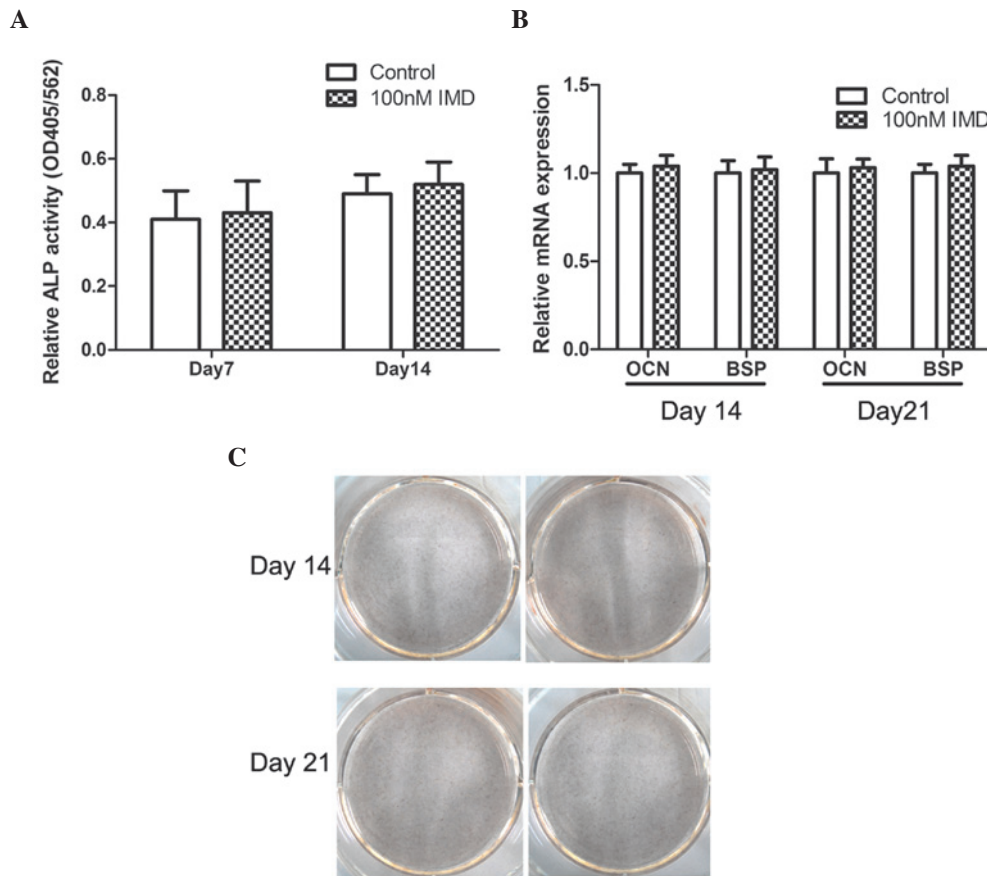 A
Relative ALP activity (OD405/562)
0.8
0.6
0.4
0.2
0.0
Control
100nM IMD
Day7
Day14
B
Relative mRNA expression
1.5
1.0
0.5
0.0
Control
100nM IMD
OCN
BSP
OCN
BSP
Day 14
Day21
C
Day 14
Day 21